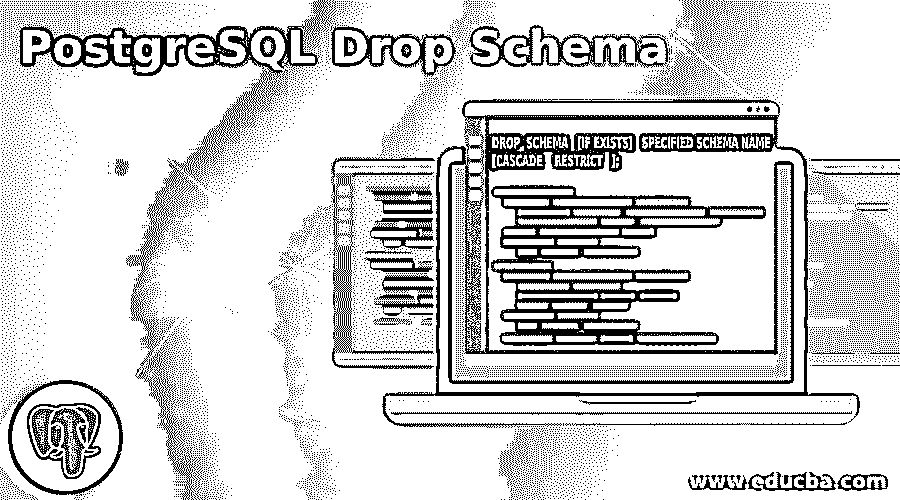 PostgreSQL Drop Schema
DROP SCHEMA [IF EXISTS] SPECIFIED SCHEMA NAME
[CASCADE RESTRICT ];
www.educba.com